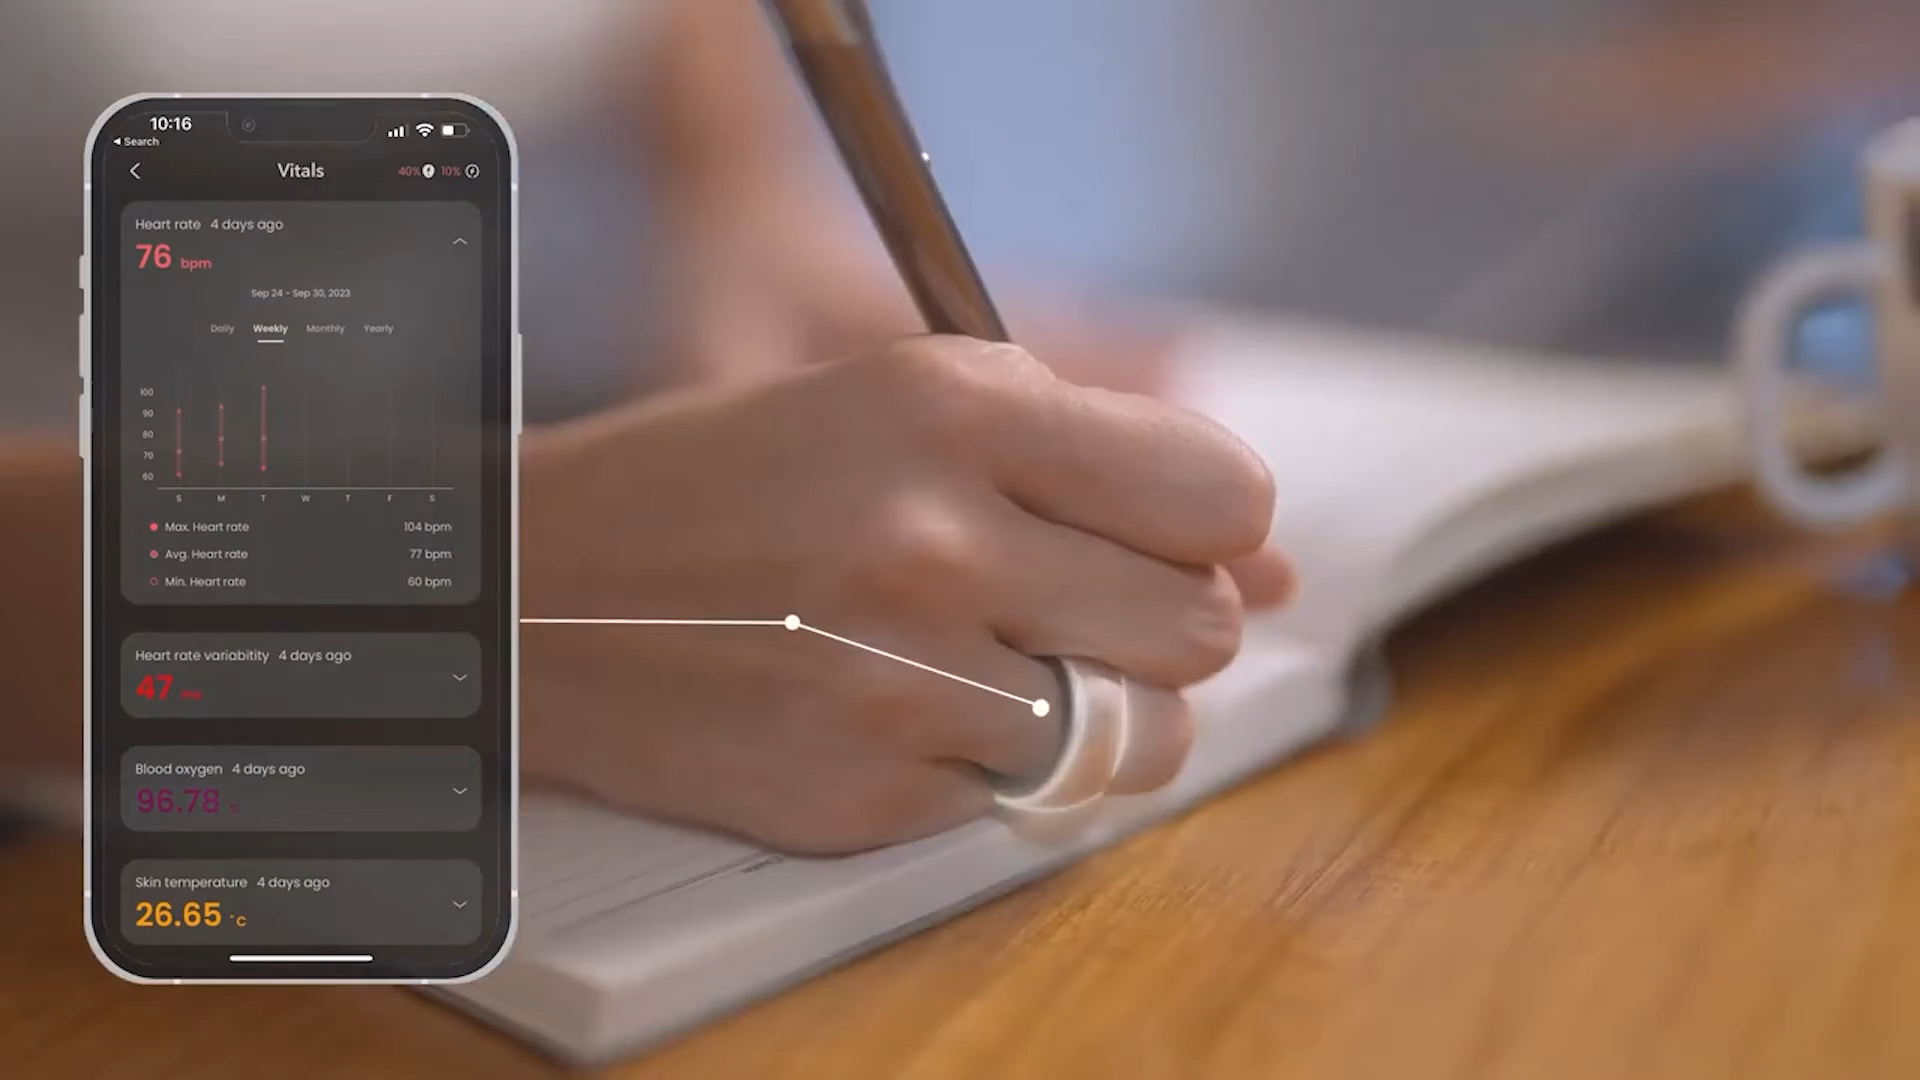 10:16
Search
Vitals
40% 10%
Heart rate 4 days ago
76 bpm
Sep 24 - Sep 30, 2023
Daily Weekly Monthly Yearly
100
90
80
70
60
S M T W T F S
Max. Heart rate 104 bpm
Avg. Heart rate 77 bpm
Min. Heart rate 60 bpm
Heart rate variability 4 days ago
47 ms
Blood oxygen 4 days ago
96.78 %
Skin temperature 4 days ago
26.65 °C